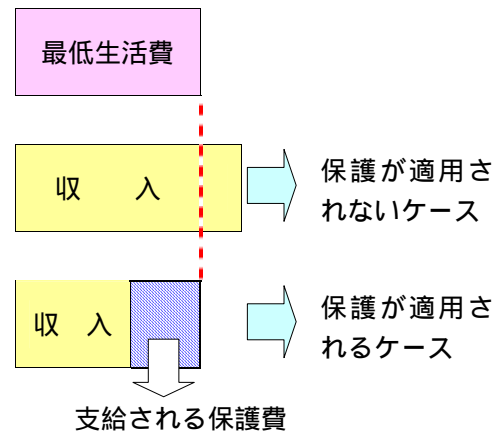 最低生活費
収 入
保護が適用さ
れないケース
収 入
保護が適用さ
れるケース
支給される保護費